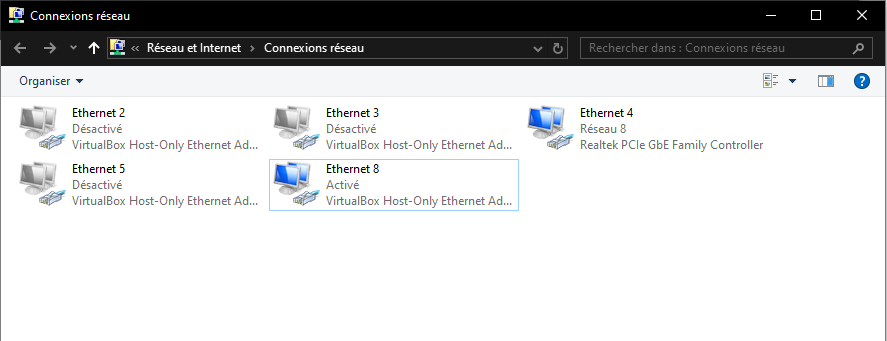 Connexions réseau
« Réseau et Internet > Connexions réseau
Rechercher dans : Connexions réseau
Organiser
Ethernet 2
Désactivé
VirtualBox Host-Only Ethernet Ad...
Ethernet 3
Désactivé
VirtualBox Host-Only Ethernet Ad...
Ethernet 4
Réseau 8
Realtek PCIe GbE Family Controller
Ethernet 5
Désactivé
VirtualBox Host-Only Ethernet Ad...
Ethernet 8
Activé
VirtualBox Host-Only Ethernet Ad...